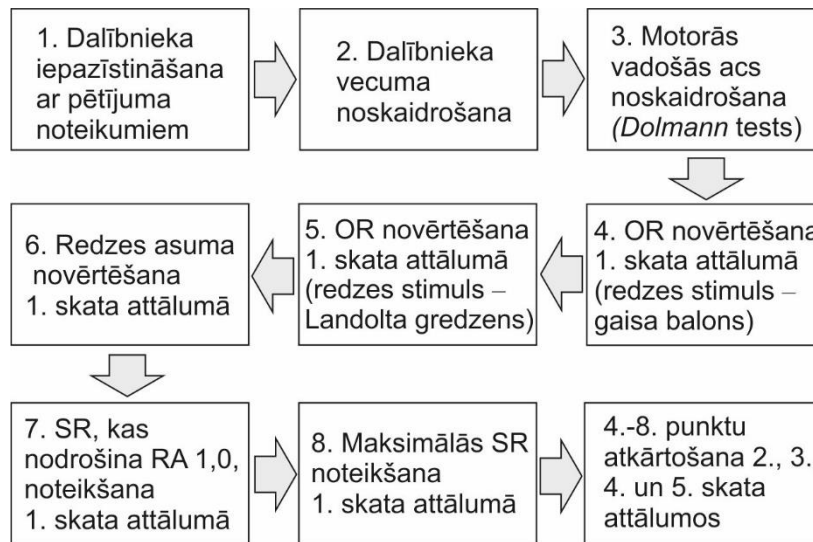 1. Dalībnieka
iepazīstināšana
ar pētījuma
noteikumiem
2. Dalībnieka
vecuma
noskaidrošana
3. Motorās
vadošās acs
noskaidrošana
(Dolmann tests)
4. OR novērtēšana
1. skata attālumā
(redzes stimuls –
gaisa balons)
5. OR novērtēšana
1. skata attālumā
(redzes stimuls –
Landolta gredzens)
6. Redzes asuma
novērtēšana
1. skata attālumā
7. SR, kas
nodrošina RA 1,0,
noteikšana
1. skata attālumā
8. Maksimālās SR
noteikšana
1. skata attālumā
4.-8. punktu
atkārtošana 2., 3.
4. un 5. skata
attālumos